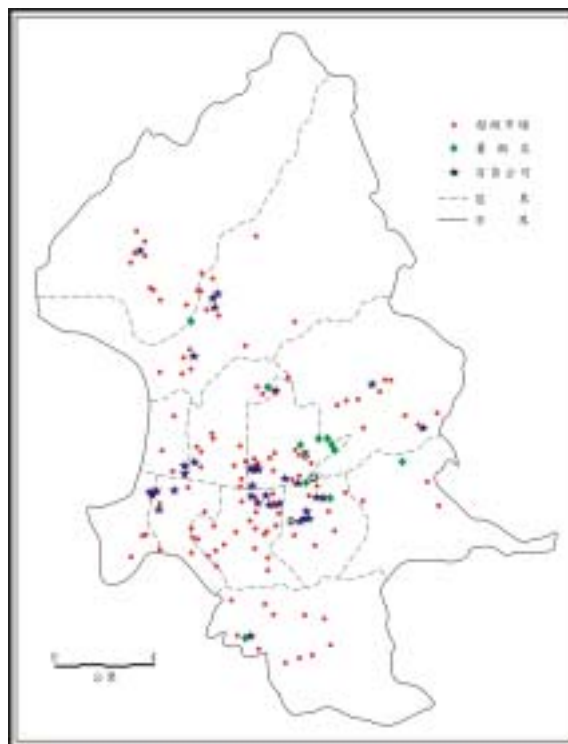 超級市場
量 販 店
百貨公司
區 界
市 界
公里